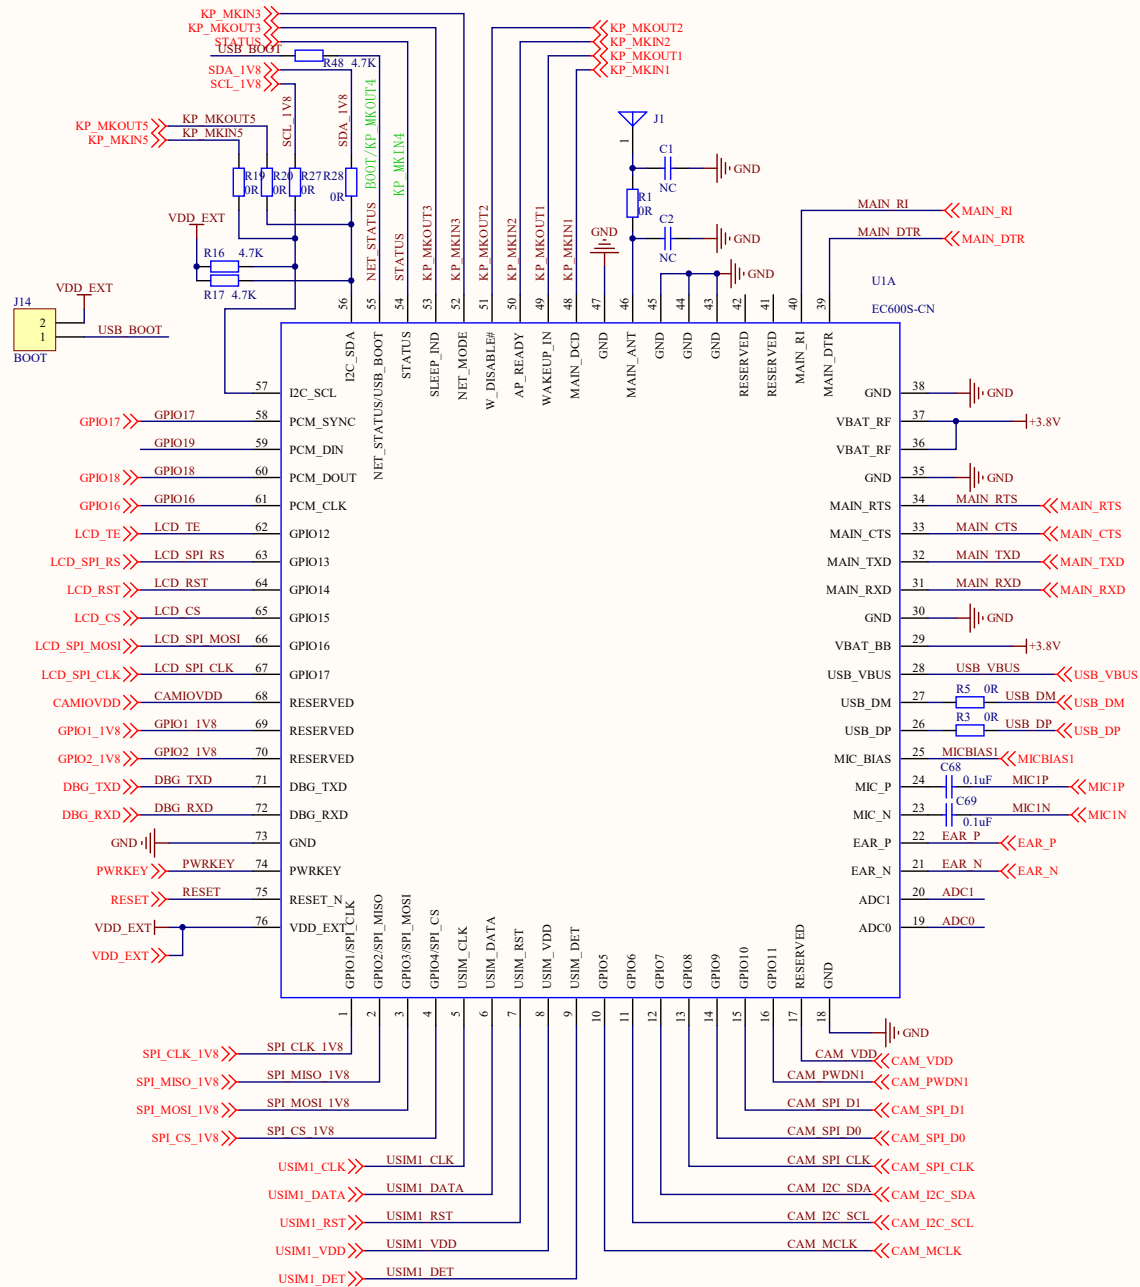 KP_MKIN3
KP_MKOUT3
STATUS
USB_BOOT
R48 4.7K
SDA_1V8
SCL_1V8
KP_MKOUT2
KP_MKIN2
KP_MKOUT1
KP_MKIN1
KP_MKOUT5 KP_MKOUT5
KP_MKIN5 KP_MKIN5
SCL_1V8
SDA_1V8
BOOT/KP_MKOUT4
KP_MKIN4
R19 R20 R27 R28
0R 0R 0R 0R
NET_STATUS
STATUS
KP_MKOUT3
KP_MKIN3
KP_MKOUT2
KP_MKIN2
KP_MKOUT1
KP_MKIN1
J1
1
C1
NC
GND
R1
0R
C2
NC
GND
GND
GND
MAIN_RI MAIN_RI
MAIN_DTR MAIN_DTR
VDD_EXT
R16 4.7K
R17 4.7K
U1A
EC600S-CN
J14
VDD_EXT
2
1
USB_BOOT
BOOT
56 55 54 53 52 51 50 49 48 47 46 45 44 43 42 41 40 39
I2C_SDA
NET_STATUS/USB_BOOT
STATUS
SLEEP_IND
NET_MODE
W_DISABLE#
AP_READY
WAKEUP_IN
MAIN_DCD
GND
MAIN_ANT
GND
GND
GND
RESERVED
RESERVED
MAIN_RI
MAIN_DTR
57 I2C_SCL
GPIO17 GPIO17 58 PCM_SYNC
GPIO19 59 PCM_DIN
GPIO18 GPIO18 60 PCM_DOUT
GPIO16 GPIO16 61 PCM_CLK
LCD_TE LCD_TE 62 GPIO12
LCD_SPI_RS LCD_SPI_RS 63 GPIO13
LCD_RST LCD_RST 64 GPIO14
LCD_CS LCD_CS 65 GPIO15
LCD_SPI_MOSI LCD_SPI_MOSI 66 GPIO16
LCD_SPI_CLK LCD_SPI_CLK 67 GPIO17
CAMIOVDD CAMIOVDD 68 RESERVED
GPIO1_1V8 GPIO1_1V8 69 RESERVED
GPIO2_1V8 GPIO2_1V8 70 RESERVED
DBG_TXD DBG_TXD 71 DBG_TXD
DBG_RXD DBG_RXD 72 DBG_RXD
GND 73 GND
PWRKEY PWRKEY 74 PWRKEY
RESET RESET 75 RESET_N
VDD_EXT 76 VDD_EXT
VDD_EXT
GND 38 GND
VBAT_RF 37 +3.8V
VBAT_RF 36
GND 35 GND
MAIN_RTS 34 MAIN_RTS MAIN_RTS
MAIN_CTS 33 MAIN_CTS MAIN_CTS
MAIN_TXD 32 MAIN_TXD MAIN_TXD
MAIN_RXD 31 MAIN_RXD MAIN_RXD
GND 30 GND
VBAT_BB 29 +3.8V
USB_VBUS 28 USB_VBUS USB_VBUS
USB_DM 27 R5 0R USB_DM USB_DM
USB_DP 26 R3 0R USB_DP USB_DP
MIC_BIAS 25 MICBIAS1 MICBIAS1
MIC_P 24 C68 0.1uF MIC1P MIC1P
MIC_N 23 C69 0.1uF MIC1N MIC1N
EAR_P 22 EAR_P EAR_P
EAR_N 21 EAR_N EAR_N
ADC1 20 ADC1
ADC0 19 ADC0
GPIO1/SPI_CLK
GPIO2/SPI_MISO
GPIO3/SPI_MOSI
GPIO4/SPI_CS
USIM_CLK
USIM_DATA
USIM_RST
USIM_VDD
USIM_DET
GPIO5
GPIO6
GPIO7
GPIO8
GPIO9
GPIO10
GPIO11
RESERVED
GND
1 2 3 4 5 6 7 8 9 10 11 12 13 14 15 16 17 18
GND
SPI_CLK_1V8 SPI_CLK_1V8
SPI_MISO_1V8 SPI_MISO_1V8
SPI_MOSI_1V8 SPI_MOSI_1V8
SPI_CS_1V8 SPI_CS_1V8
USIM1_CLK USIM1_CLK
USIM1_DATA USIM1_DATA
USIM1_RST USIM1_RST
USIM1_VDD USIM1_VDD
USIM1_DET USIM1_DET
CAM_VDD CAM_VDD
CAM_PWDN1 CAM_PWDN1
CAM_SPI_D1 CAM_SPI_D1
CAM_SPI_D0 CAM_SPI_D0
CAM_SPI_CLK CAM_SPI_CLK
CAM_I2C_SDA CAM_I2C_SDA
CAM_I2C_SCL CAM_I2C_SCL
CAM_MCLK CAM_MCLK